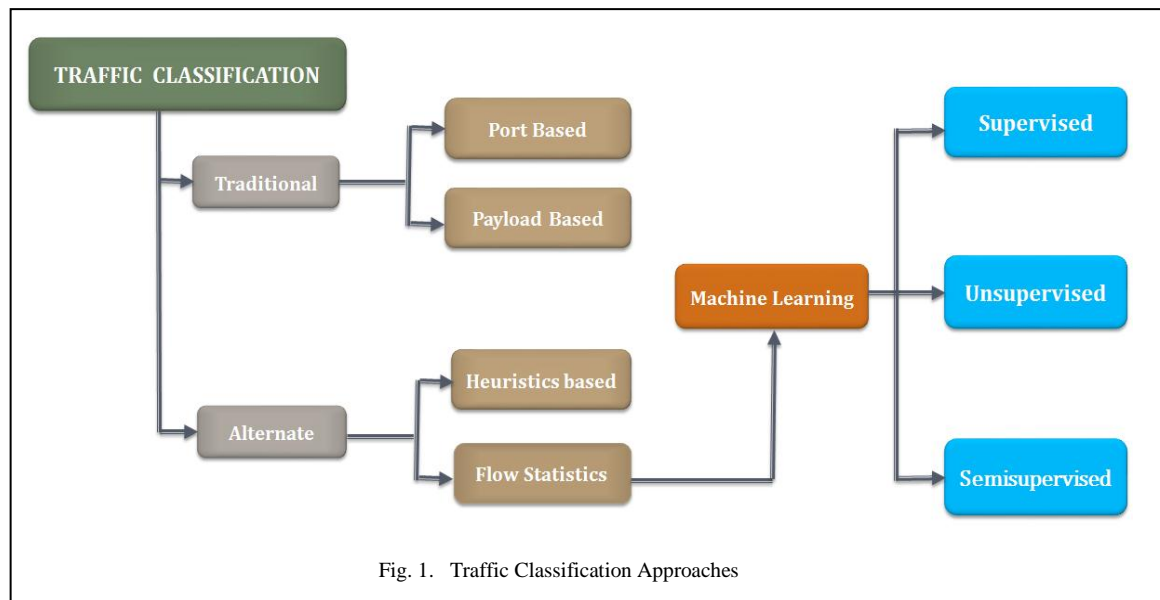 TRAFFIC CLASSIFICATION
Traditional
Port Based
Payload Based
Alternate
Heuristics based
Flow Statistics
Machine Learning
Supervised
Unsupervised
Semisupervised
Fig. 1. Traffic Classification Approaches